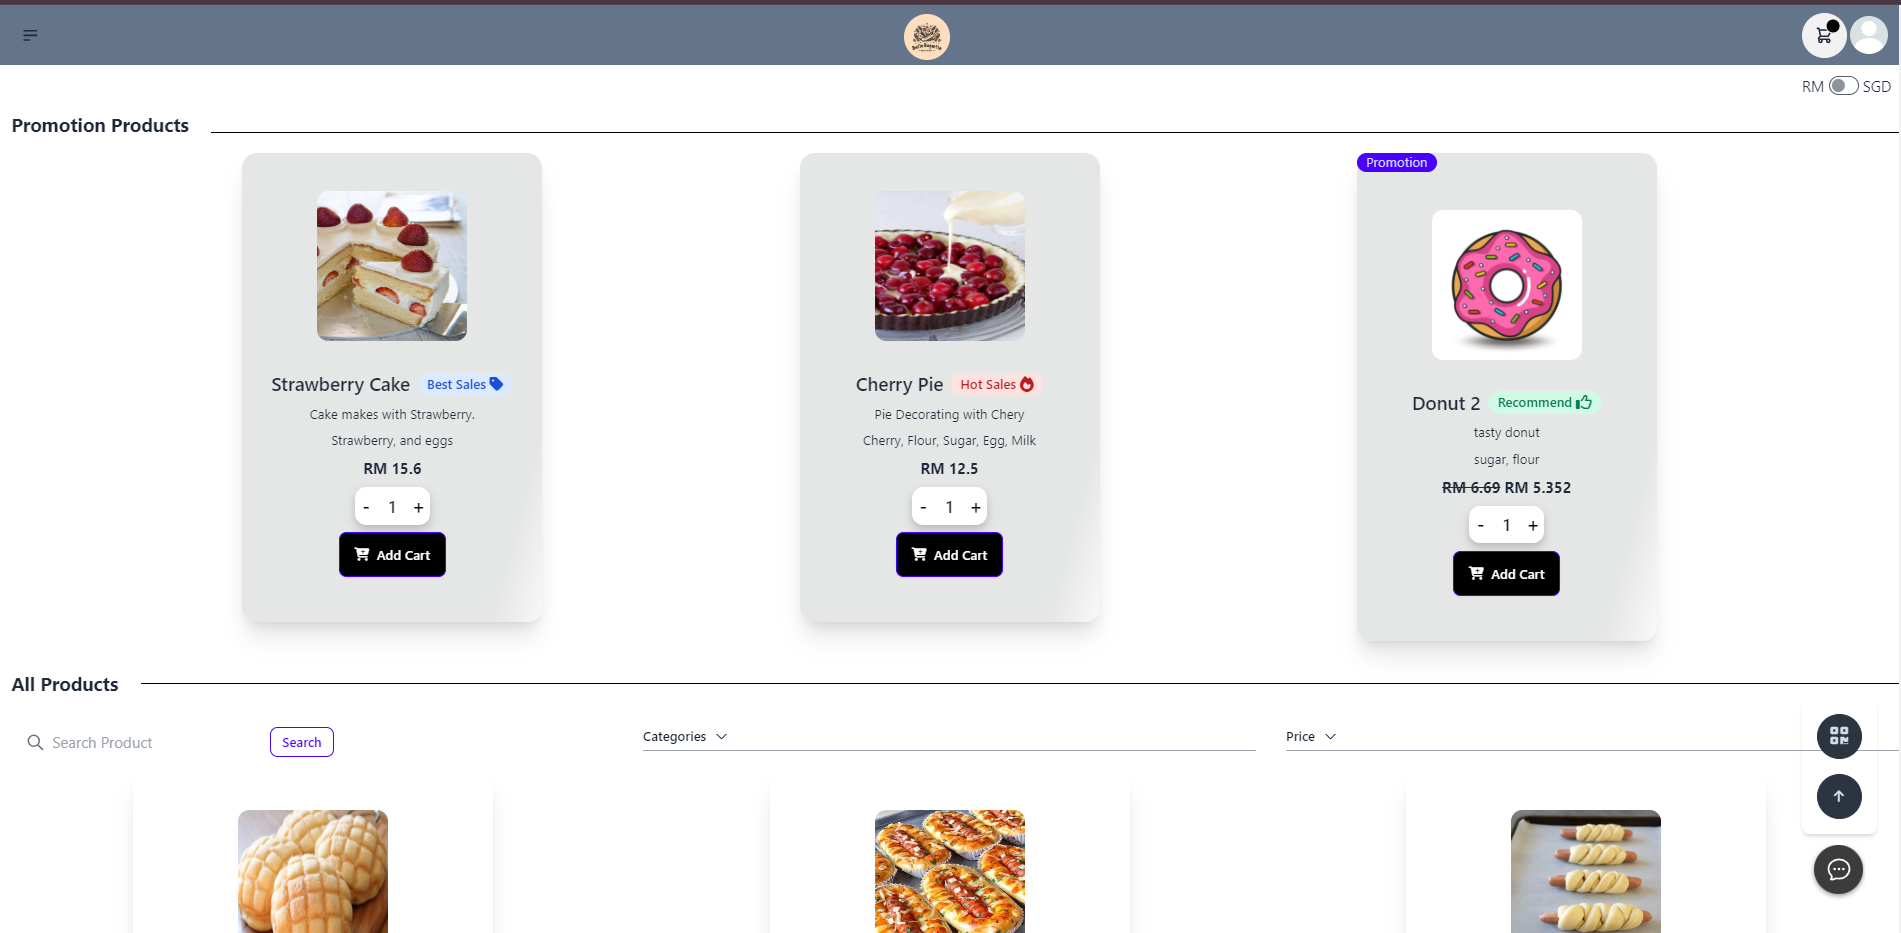 RM SGD
Promotion Products
Strawberry Cake Best Sales
Cake makes with Strawberry.
Strawberry, and eggs
RM 15.6
- 1 +
Add Cart
Cherry Pie Hot Sales
Pie Decorating with Chery
Cherry, Flour, Sugar, Egg, Milk
RM 12.5
- 1 +
Add Cart
Promotion
Donut 2 Recommend
tasty donut
sugar, flour
RM 6.69 RM 5.352
- 1 +
Add Cart
All Products
Search Product Search Categories Price